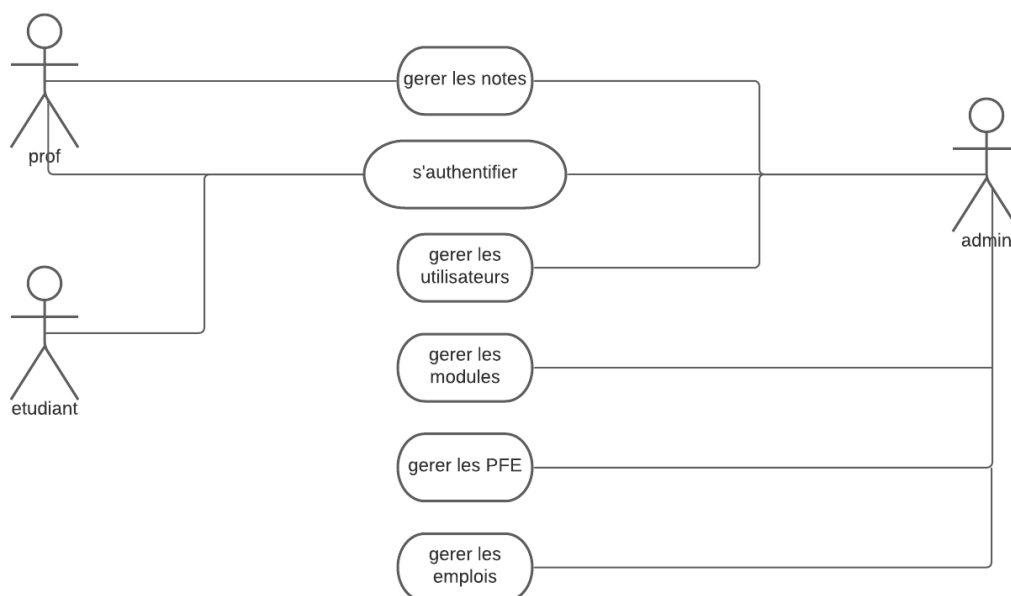 gerer les notes
prof
s'authentifier
admin
gerer les
utilisateurs
gerer les
modules
etudiant
gerer les PFE
gerer les
emplois